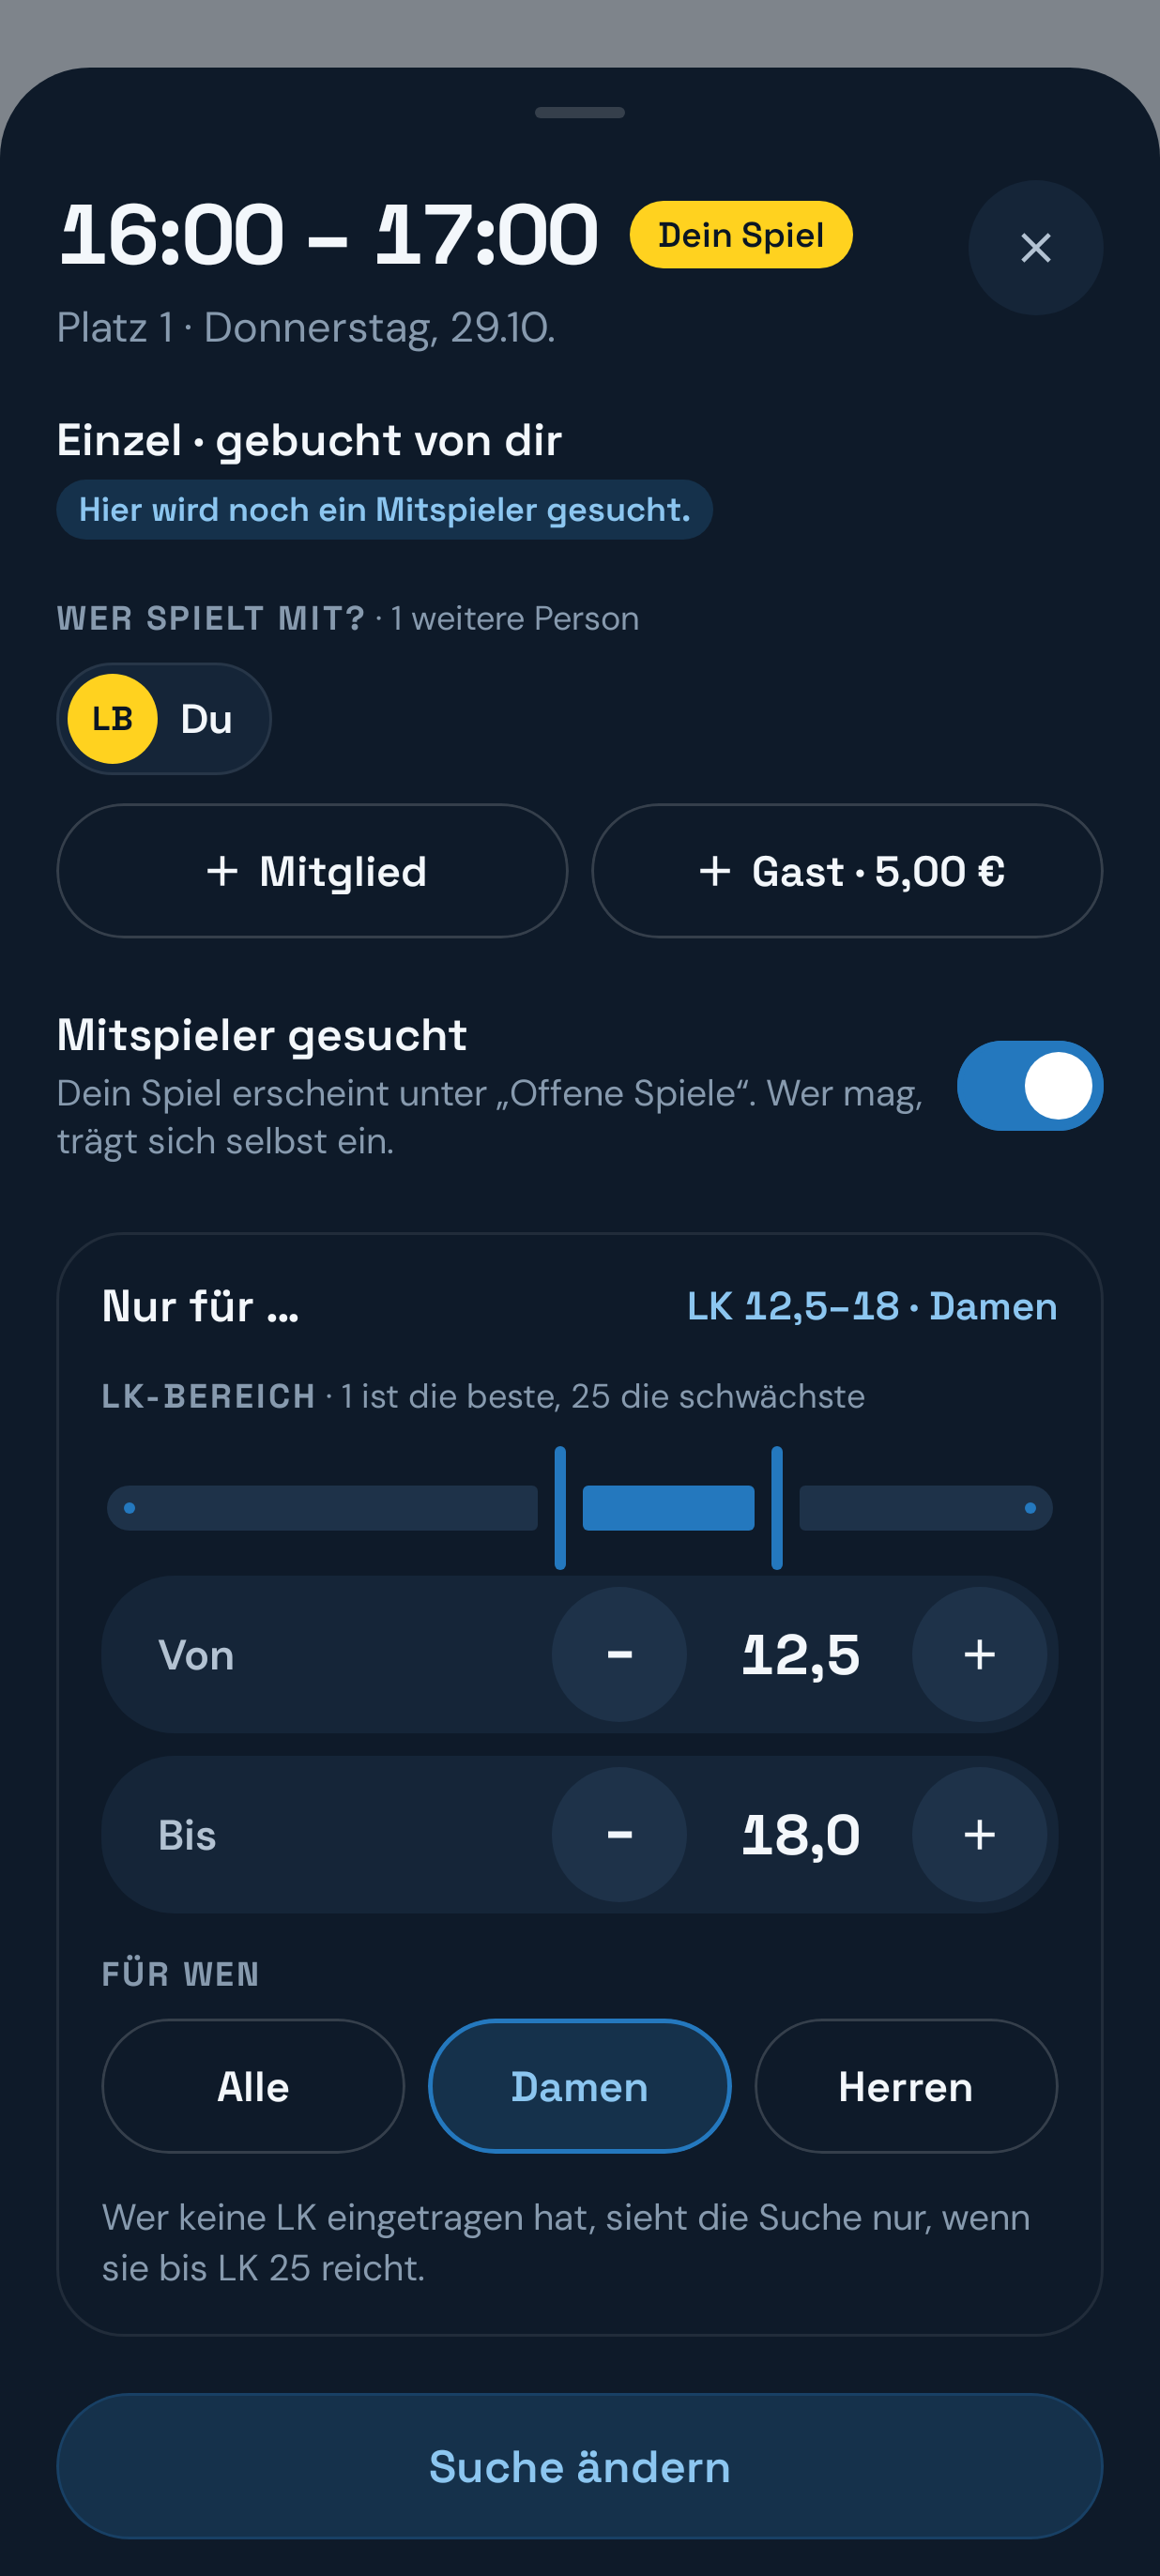 16:00 – 17:00 Dein Spiel
Platz 1 · Donnerstag, 29.10.
Einzel · gebucht von dir
Hier wird noch ein Mitspieler gesucht.
WER SPIELT MIT? · 1 weitere Person
LB Du
+ Mitglied + Gast · 5,00 €
Mitspieler gesucht
Dein Spiel erscheint unter „Offene Spiele“. Wer mag,
trägt sich selbst ein.
Nur für … LK 12,5–18 · Damen
LK-BEREICH · 1 ist die beste, 25 die schwächste
Von − 12,5 +
Bis − 18,0 +
FÜR WEN
Alle Damen Herren
Wer keine LK eingetragen hat, sieht die Suche nur, wenn
sie bis LK 25 reicht.
Suche ändern